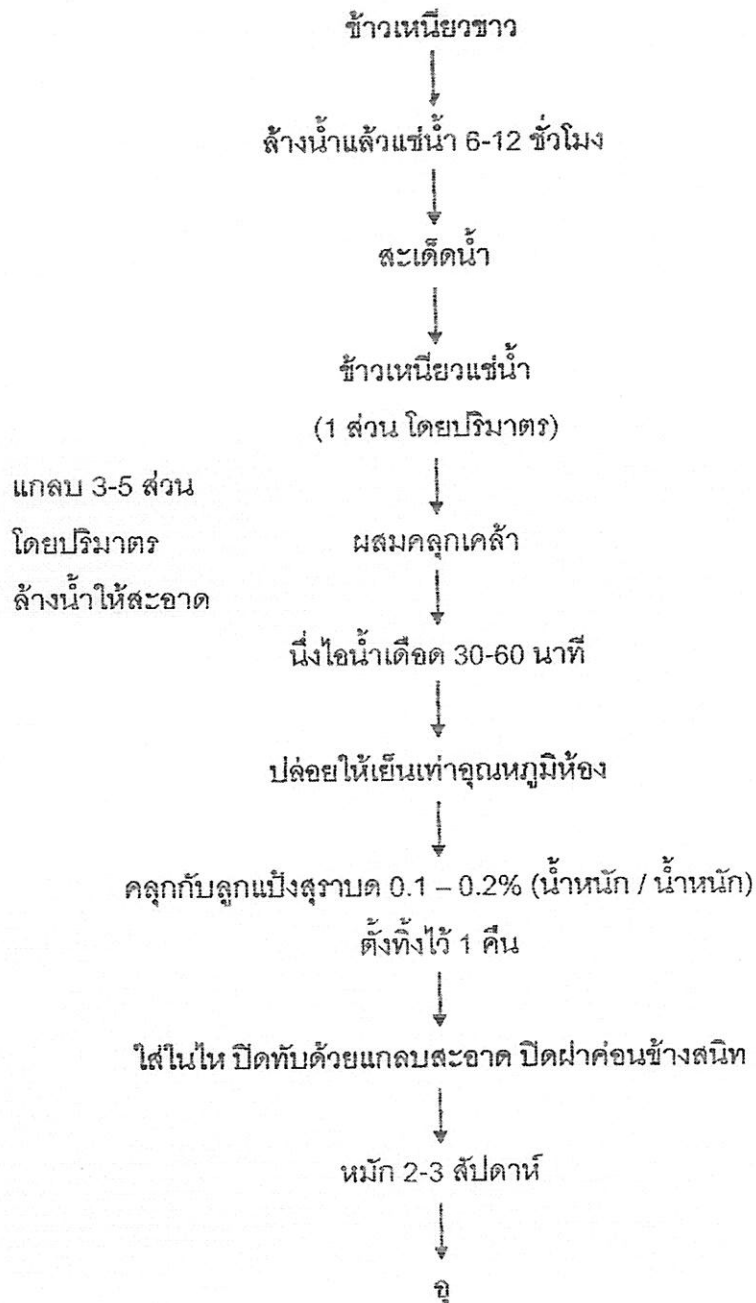 ข้าวเหนียวขาว
ล้างน้ำแล้วแช่น้ำ 6-12 ชั่วโมง
สะเด็ดน้ำ
ข้าวเหนียวแช่น้ำ
(1 ส่วน โดยปริมาตร)
แกลบ 3-5 ส่วน
โดยปริมาตร
ล้างน้ำให้สะอาด
ผสมคลุกเคล้า
นึ่งไอน้ำเดือด 30-60 นาที
ปล่อยให้เย็นเท่าอุณหภูมิห้อง
คลุกกับลูกแป้งสุราบด 0.1 – 0.2% (น้ำหนัก / น้ำหนัก)
ตั้งทิ้งไว้ 1 คืน
ใส่ในไห ปิดทับด้วยแกลบสะอาด ปิดฝาค่อนข้างสนิท
หมัก 2-3 สัปดาห์
อุ